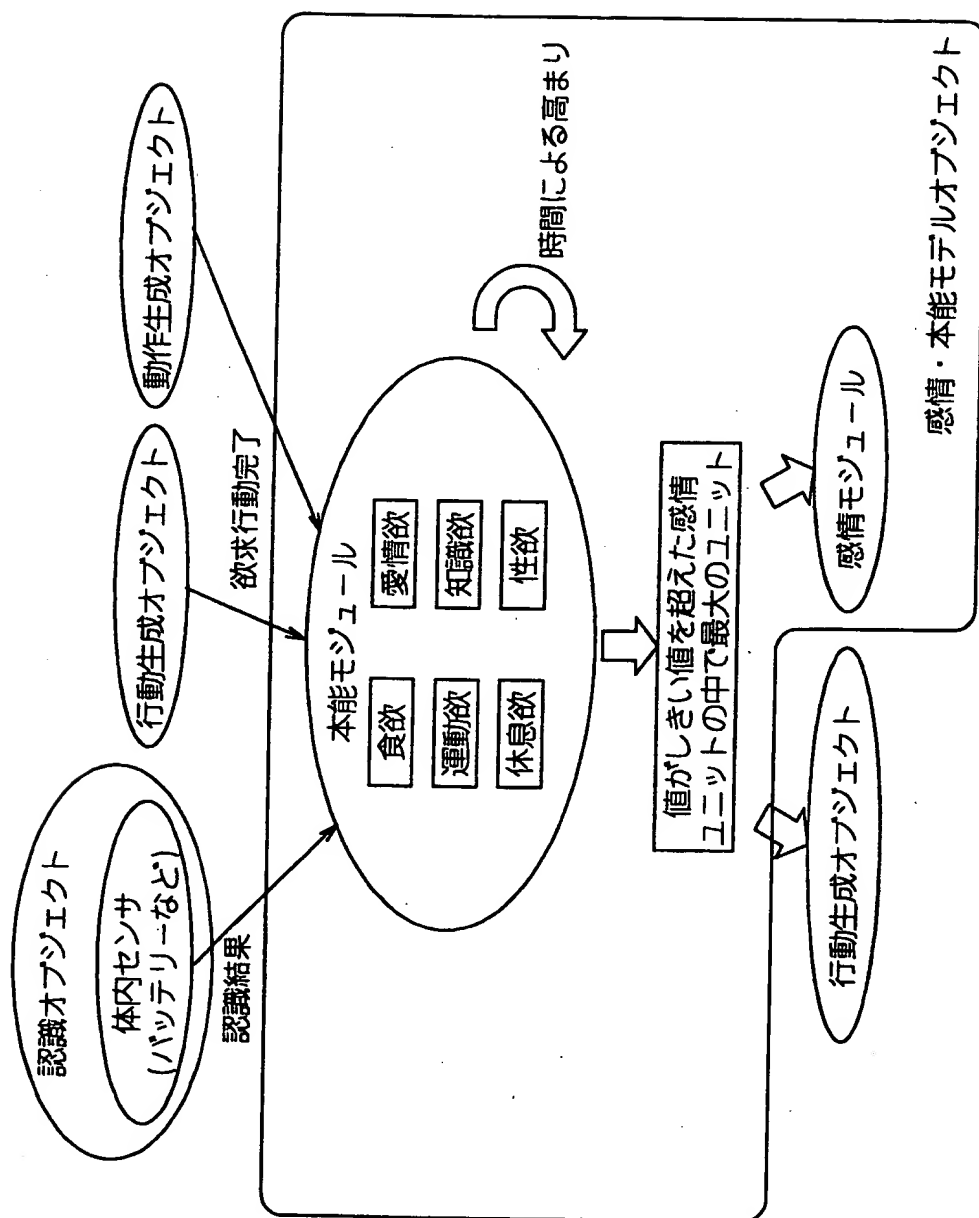 認識オブジェクト
体内センサ
(バッテリーなど)
行動生成オブジェクト
動作生成オブジェクト
認識結果
欲求行動完了
本能モジュール
食欲
愛情欲
運動欲
知識欲
休息欲
性欲
時間による高まり
値がしきい値を超えた感情
ユニットの中で最大のユニット
行動生成オブジェクト
感情モジュール
感情・本能モデルオブジェクト